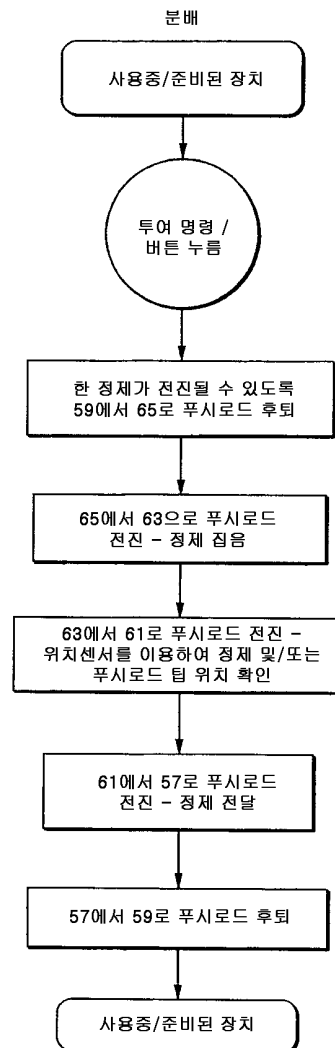 분배
사용중/준비된 장치
투여 명령 /
버튼 누름
한 정제가 전진될 수 있도록
59에서 65로 푸시로드 후퇴
65에서 63으로 푸시로드
전진 – 정제 집음
63에서 61로 푸시로드 전진 –
위치센서를 이용하여 정제 및/또는
푸시로드 팁 위치 확인
61에서 57로 푸시로드
전진 – 정제 전달
57에서 59로 푸시로드 후퇴
사용중/준비된 장치